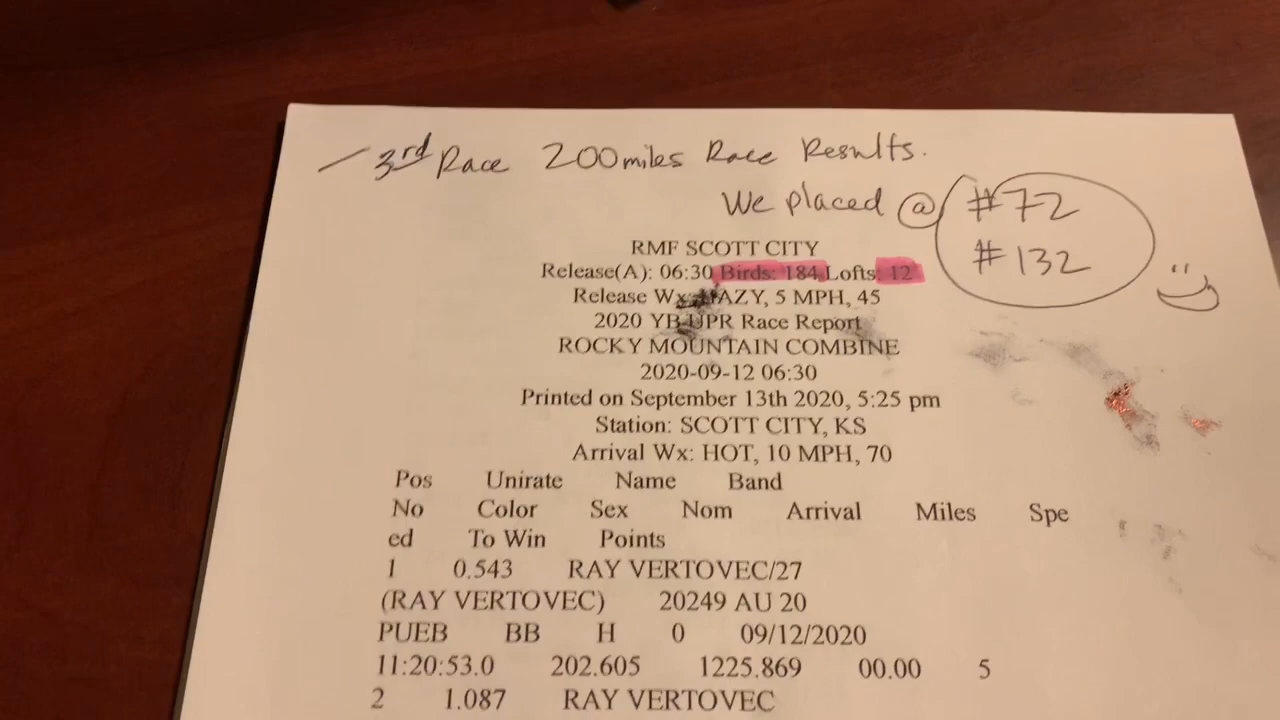 3rd Race 200miles Race Results.
We placed @ #72
#132
RMF SCOTT CITY
Release(A): 06:30 Birds: 184 Lofts: 12
Release Wx: HAZY, 5 MPH, 45
2020 YB UPR Race Report
ROCKY MOUNTAIN COMBINE
2020-09-12 06:30
Printed on September 13th 2020, 5:25 pm
Station: SCOTT CITY, KS
Arrival Wx: HOT, 10 MPH, 70
Pos Unirate Name Band
No Color Sex Nom Arrival Miles Spe
ed To Win Points
1 0.543 RAY VERTOVEC/27
(RAY VERTOVEC) 20249 AU 20
PUEB BB H 0 09/12/2020
11:20:53.0 202.605 1225.869 00.00 5
2 1.087 RAY VERTOVEC